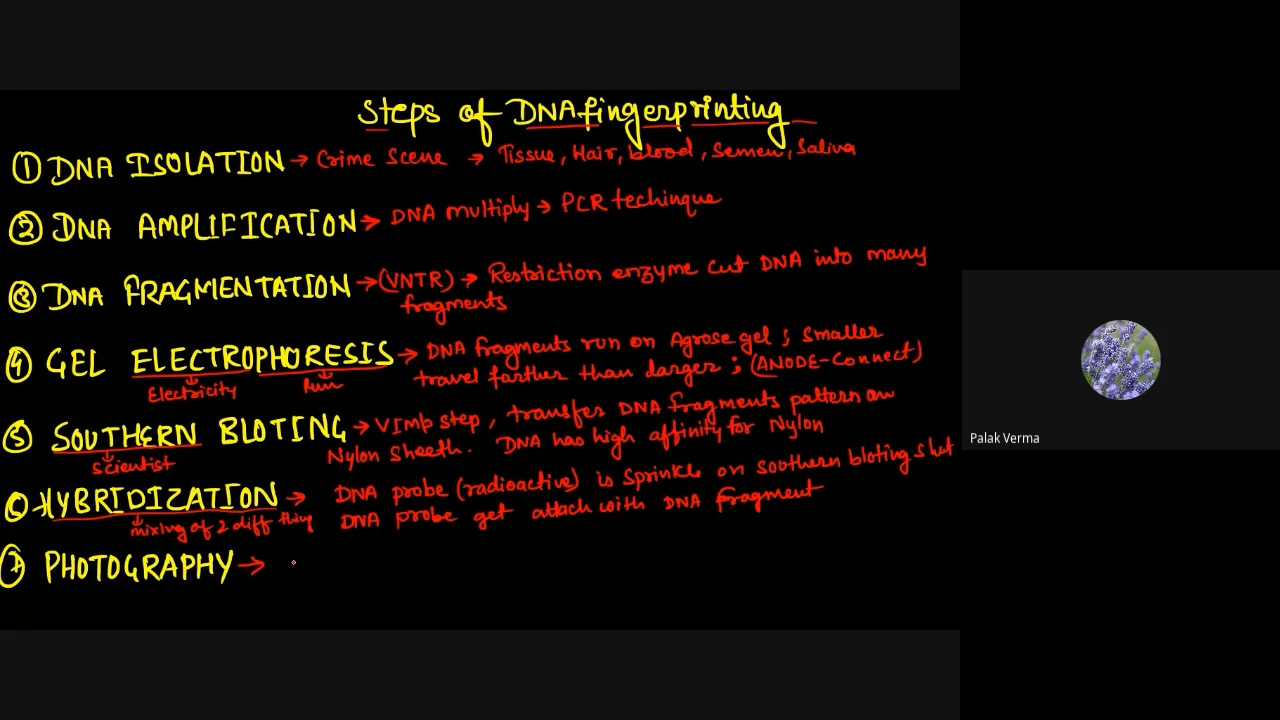 Steps of DNA fingerprinting
① DNA ISOLATION → Crime Scene → Tissue, Hair, blood, Semen, Saliva
② DNA AMPLIFICATION → DNA multiply → PCR techinque
③ DNA FRAGMENTATION → (VNTR) → Restriction enzyme cut DNA into many
fragments
④ GEL ELECTROPHORESIS → DNA fragments run on Agrose gel ; smaller
travel farther than larger ; (ANODE-Connect)
Electricity Run
⑤ SOUTHERN BLOTING → VImp step, transfer DNA fragments pattern on
Nylon Sheeth. DNA has high affinity for Nylon
scientist
⑥ HYBRIDIZATION → DNA probe (radioactive) is sprinkle on soothern bloting sht
DNA probe get attach with DNA fragment
mixing of 2 diff thing
⑦ PHOTOGRAPHY →
Palak Verma